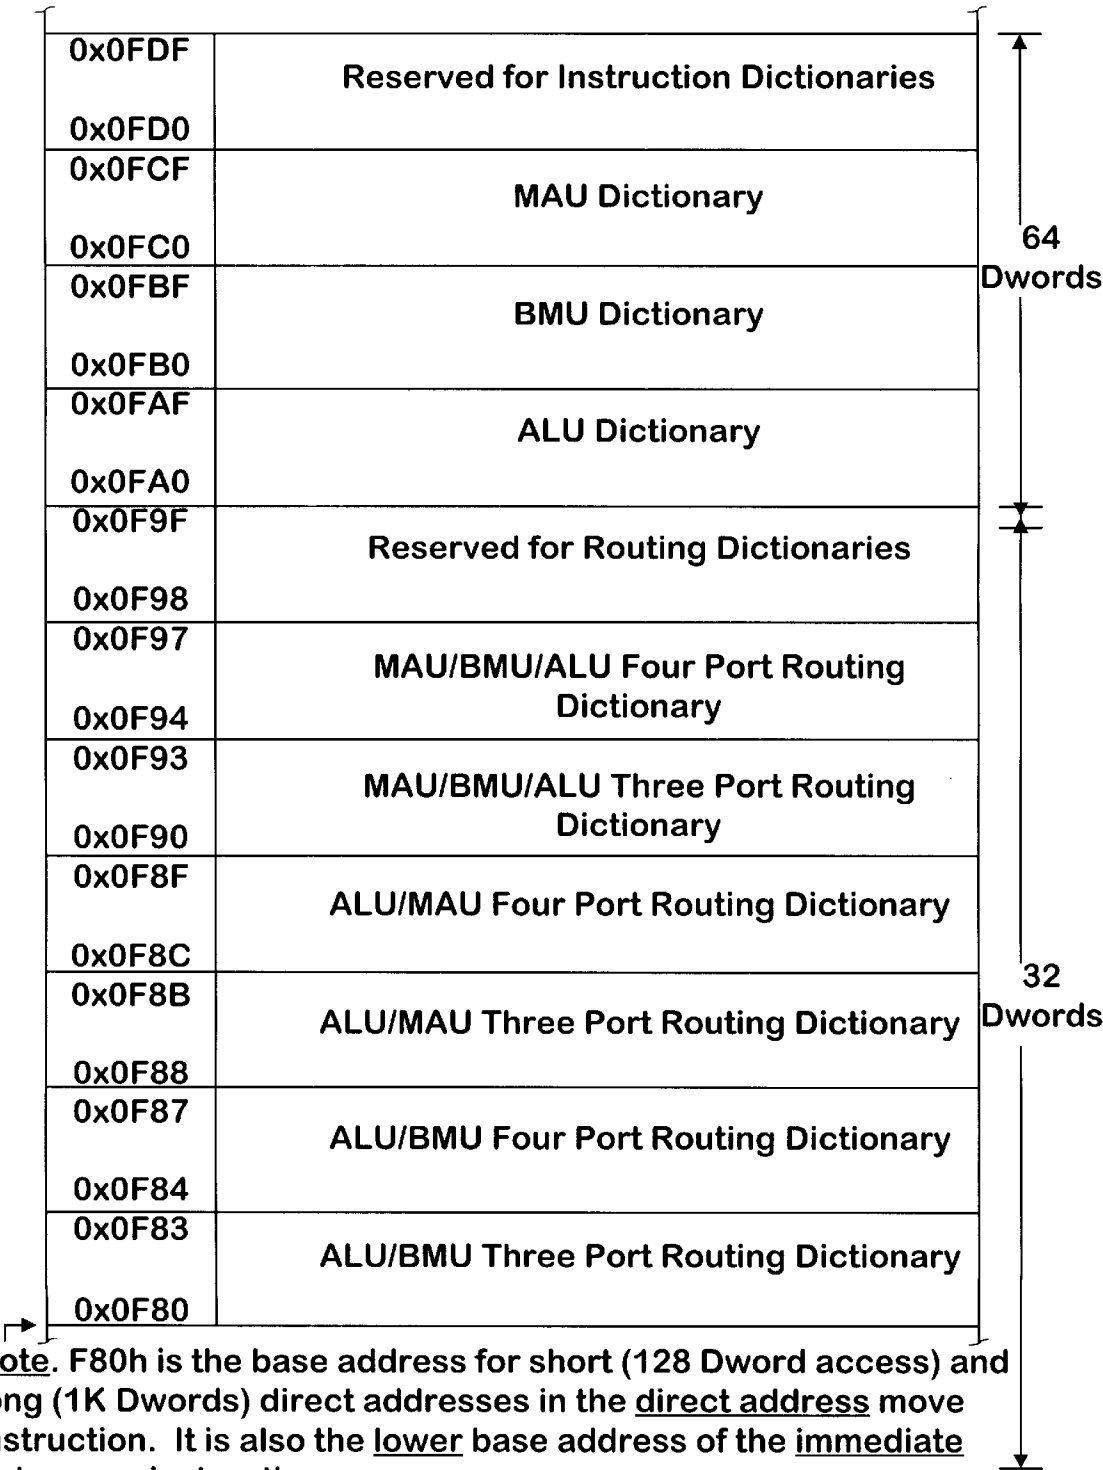 0x0FDF
Reserved for Instruction Dictionaries
0x0FD0
0x0FCF
MAU Dictionary
0x0FC0
64
Dwords
0x0FBF
BMU Dictionary
0x0FB0
0x0FAF
ALU Dictionary
0x0FA0
0x0F9F
Reserved for Routing Dictionaries
0x0F98
0x0F97
MAU/BMU/ALU Four Port Routing
Dictionary
0x0F94
0x0F93
MAU/BMU/ALU Three Port Routing
Dictionary
0x0F90
0x0F8F
ALU/MAU Four Port Routing Dictionary
0x0F8C
32
Dwords
0x0F8B
ALU/MAU Three Port Routing Dictionary
0x0F88
0x0F87
ALU/BMU Four Port Routing Dictionary
0x0F84
0x0F83
ALU/BMU Three Port Routing Dictionary
0x0F80
ote. F80h is the base address for short (128 Dword access) and
ng (1K Dwords) direct addresses in the direct address move
struction. It is also the lower base address of the immediate